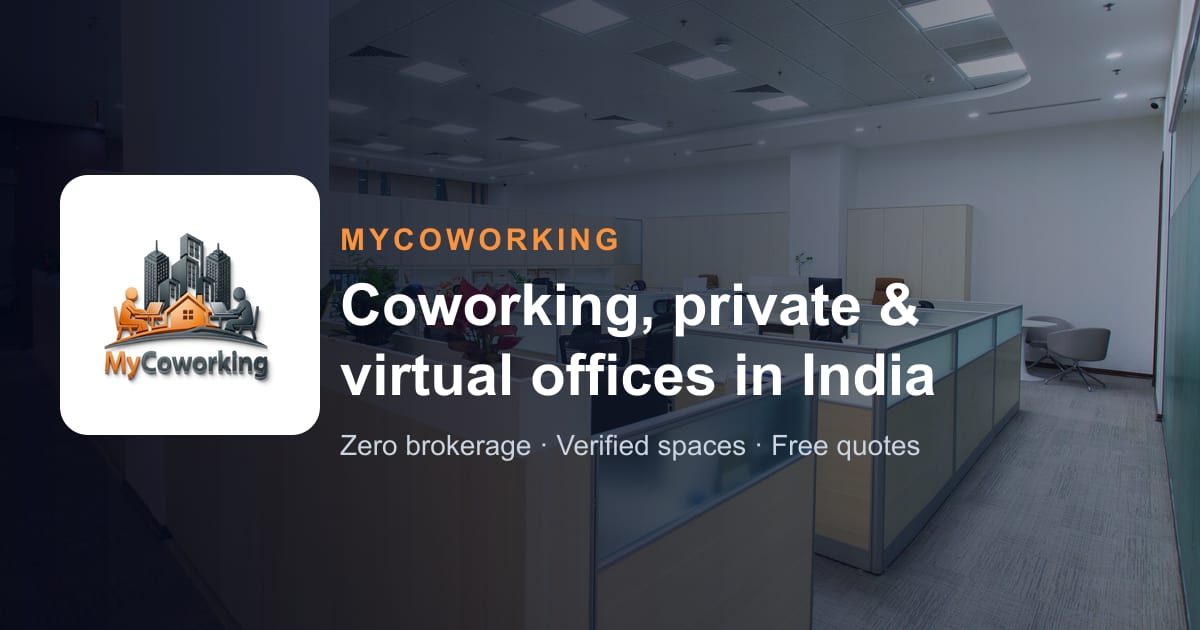 MyCoworking
MYCOWORKING
Coworking, private &
virtual offices in India
Zero brokerage · Verified spaces · Free quotes